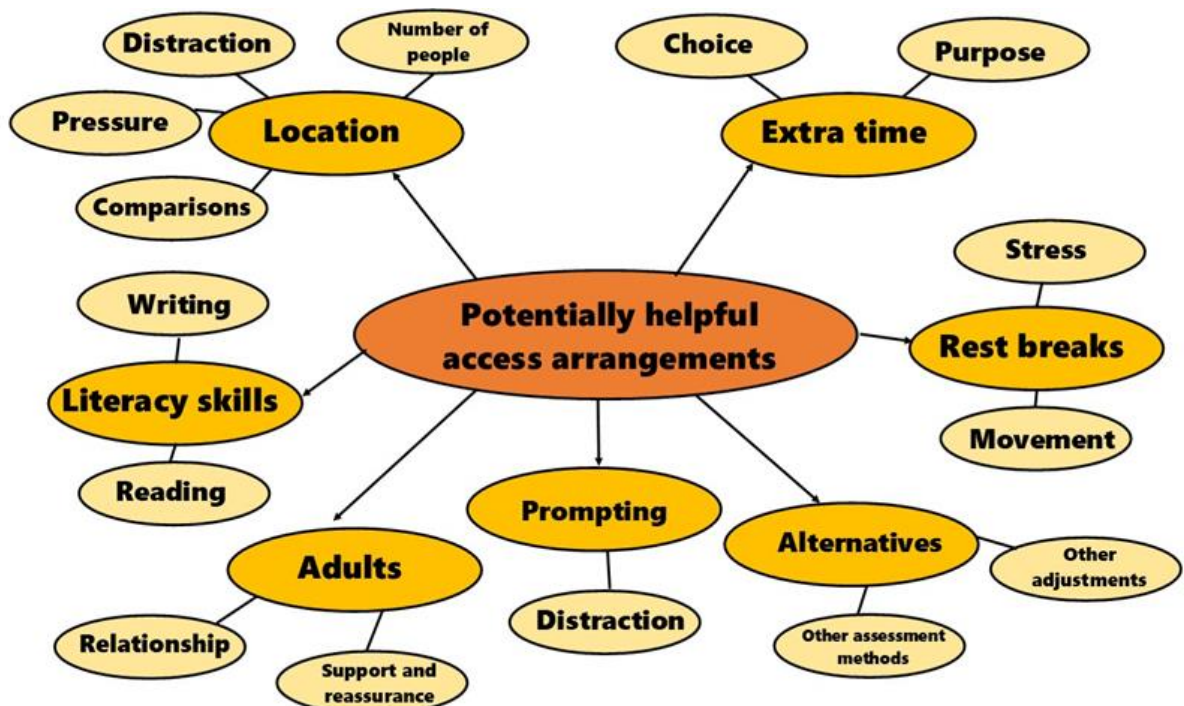 Distraction
Number of
people
Choice
Purpose
Pressure
Location
Extra time
Comparisons
Stress
Writing
Potentially helpful
access arrangements
Rest breaks
Literacy skills
Movement
Reading
Prompting
Alternatives
Other
adjustments
Adults
Distraction
Relationship
Other assessment
methods
Support and
reassurance